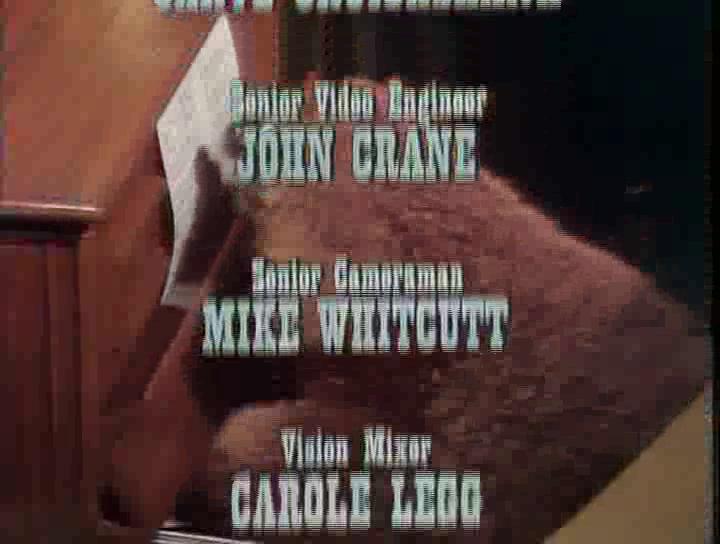 Senior Video Engineer
JOHN CRANE
Senior Cameraman
MIKE WHITCUTT
Vision Mixer
CAROLE LEGG